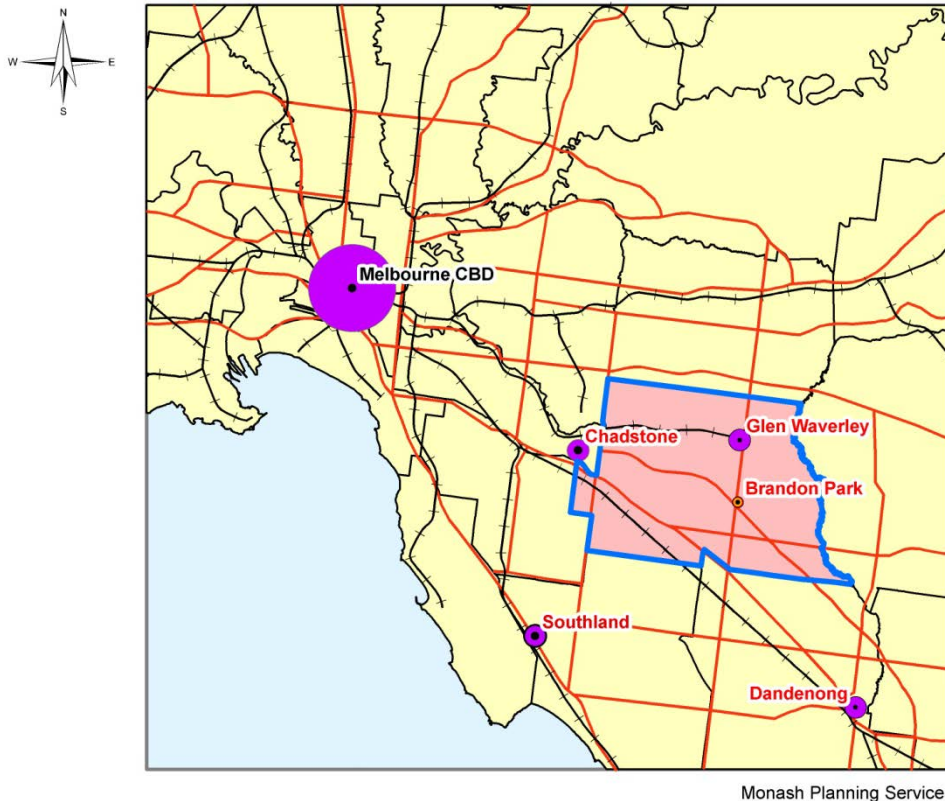 N
W E
S
Melbourne CBD
Chadstone
Glen Waverley
Brandon Park
Southland
Dandenong
Monash Planning Service